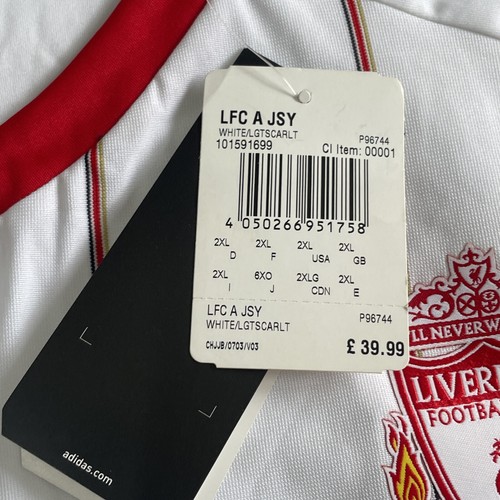 LFC A JSY
WHITE/LGTSCARLT P96744
101591699 CI Item: 00001
4 050266 951758
2XL 2XL 2XL 2XL
D F USA GB
2XL 6XO 2XLG 2XL
I J CDN E
LFC A JSY
WHITE/LGTSCARLT P96744
CHJJB/0703/V03
£ 39.99
adidas.com
LL NEVER W
LIVER
FOOTBA